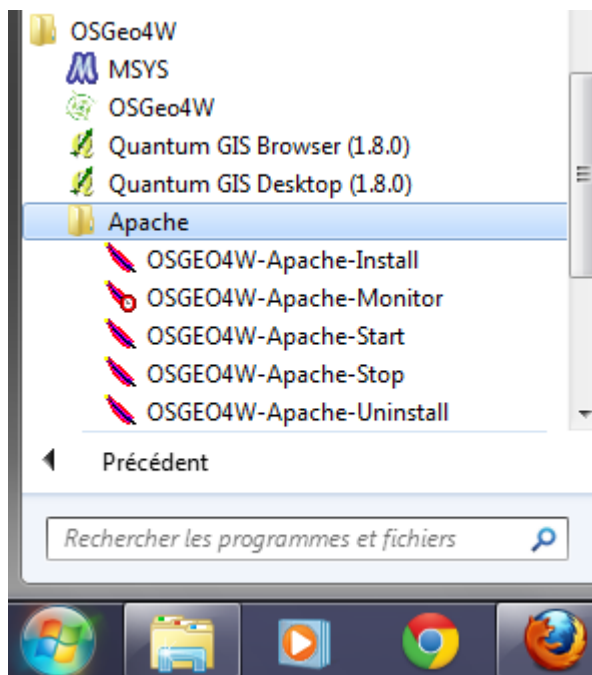 OSGeo4W
MSYS
OSGeo4W
Quantum GIS Browser (1.8.0)
Quantum GIS Desktop (1.8.0)
Apache
OSGEO4W-Apache-Install
OSGEO4W-Apache-Monitor
OSGEO4W-Apache-Start
OSGEO4W-Apache-Stop
OSGEO4W-Apache-Uninstall
Précédent
Rechercher les programmes et fichiers